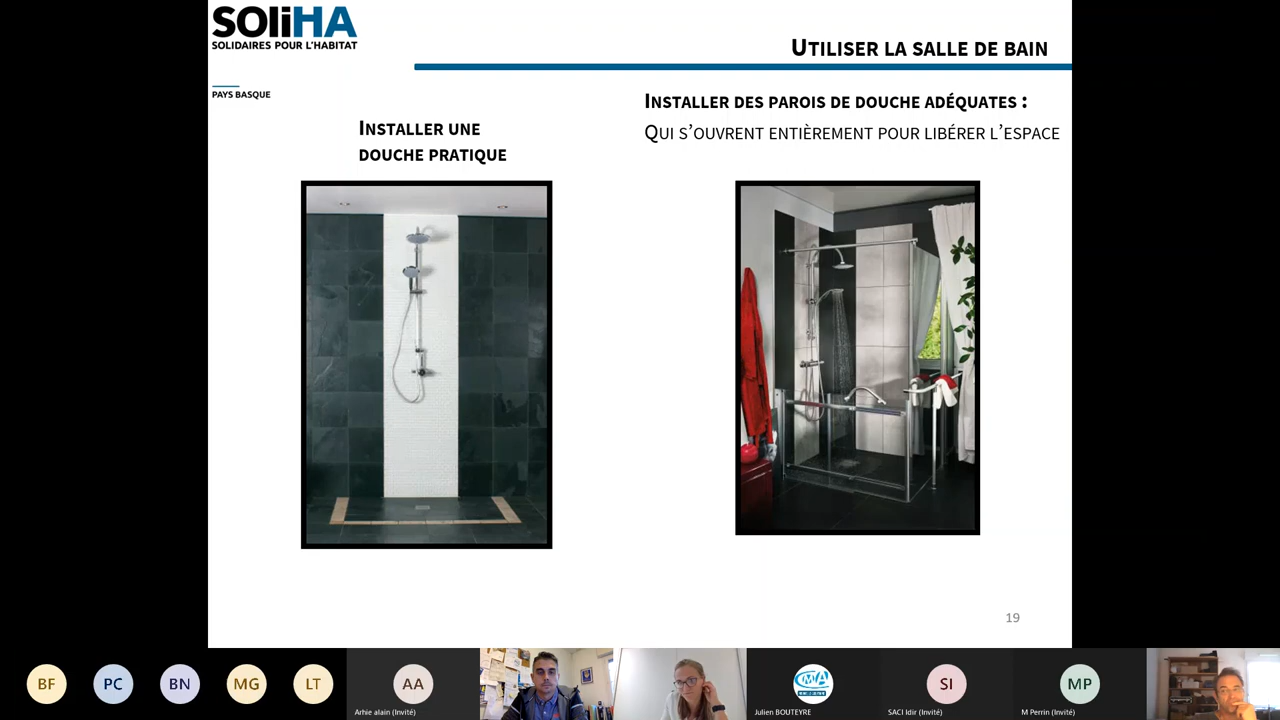 SOliHA
SOLIDAIRES POUR L'HABITAT
PAYS BASQUE
UTILISER LA SALLE DE BAIN
INSTALLER UNE
DOUCHE PRATIQUE
INSTALLER DES PAROIS DE DOUCHE ADÉQUATES :
QUI S'OUVRENT ENTIÈREMENT POUR LIBÉRER L'ESPACE
19
BF
PC
BN
MG
LT
AA
Arhie alain (Invité)
CMA
Julien BOUTEYRE
SI
SACI Idir (Invité)
MP
M Perrin (Invité)